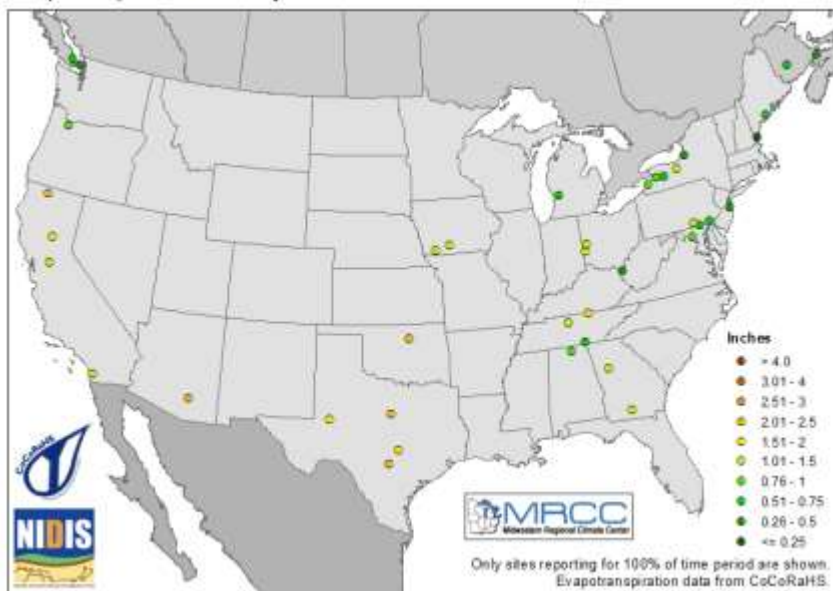 Inches
> 4.0
3.01 - 4
2.51 - 3
2.01 - 2.5
1.51 - 2
1.01 - 1.5
0.76 - 1
0.51 - 0.75
0.26 - 0.5
<= 0.25
CoCoRaHS
NIDIS
MRCC
Midwestern Regional Climate Center
Only sites reporting for 100% of time period are shown.
Evapotranspiration data from CoCoRaHS.